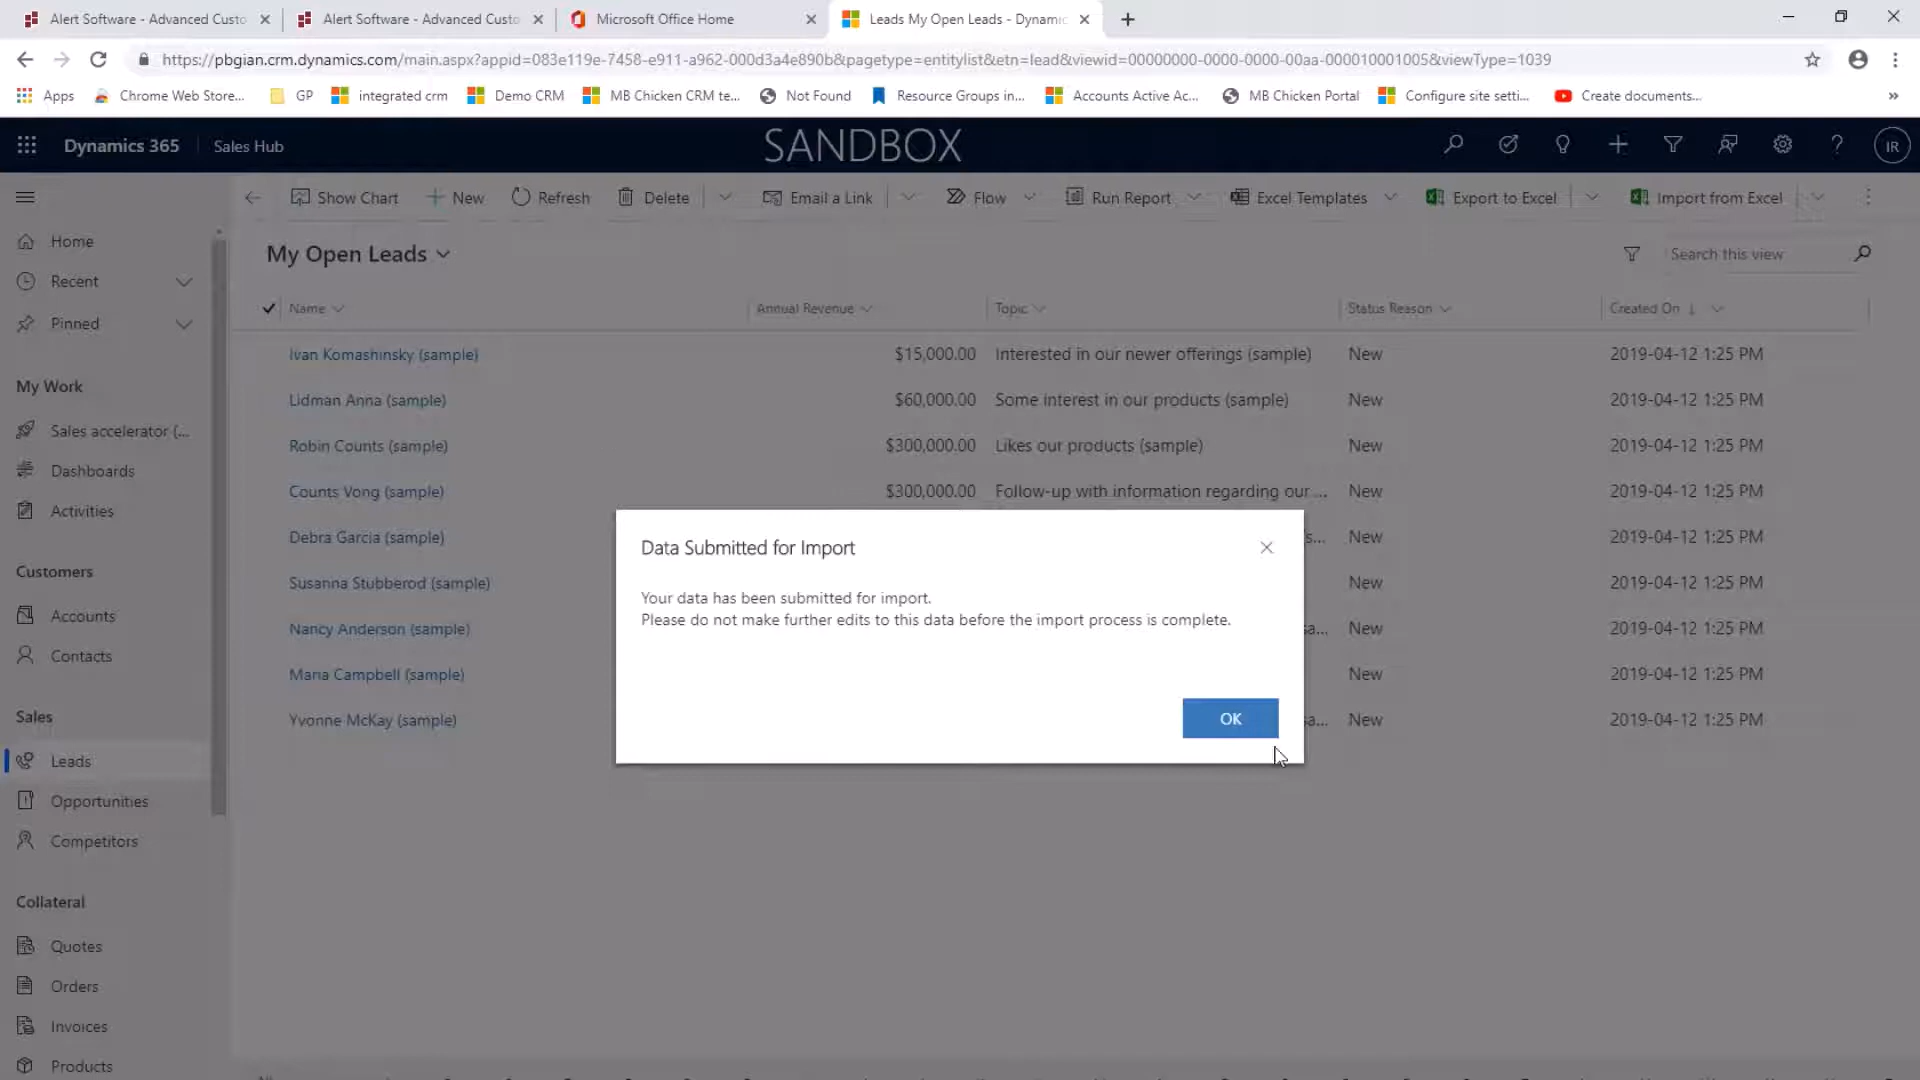 Alert Software - Advanced Custo
Alert Software - Advanced Custo
Microsoft Office Home
Leads My Open Leads - Dynamic
https://pbgian.crm.dynamics.com/main.aspx?appid=083e119e-7458-e911-a962-000d3a4e890b&pagetype=entitylist&etn=lead&viewid=00000000-0000-0000-00aa-000010001005&viewType=1039
Apps
Chrome Web Store...
GP
integrated crm
Demo CRM
MB Chicken CRM te...
Not Found
Resource Groups in...
Accounts Active Ac...
MB Chicken Portal
Configure site setti...
Create documents...
Dynamics 365
Sales Hub
SANDBOX
IR
Show Chart
New
Refresh
Delete
Email a Link
Flow
Run Report
Excel Templates
Export to Excel
Import from Excel
Home
Recent
Pinned
My Work
Sales accelerator (...
Dashboards
Activities
Customers
Accounts
Contacts
Sales
Leads
Opportunities
Competitors
Collateral
Quotes
Orders
Invoices
Products
My Open Leads
Search this view
Name Annual Revenue Topic Status Reason Created On
Ivan Komashinsky (sample) $15,000.00 Interested in our newer offerings (sample) New 2019-04-12 1:25 PM
Lidman Anna (sample) $60,000.00 Some interest in our products (sample) New 2019-04-12 1:25 PM
Robin Counts (sample) $300,000.00 Likes our products (sample) New 2019-04-12 1:25 PM
Counts Vong (sample) $300,000.00 Follow-up with information regarding our ... New 2019-04-12 1:25 PM
Debra Garcia (sample) s... New 2019-04-12 1:25 PM
Susanna Stubberod (sample) New 2019-04-12 1:25 PM
Nancy Anderson (sample) sa... New 2019-04-12 1:25 PM
Maria Campbell (sample) New 2019-04-12 1:25 PM
Yvonne McKay (sample) sa... New 2019-04-12 1:25 PM
Data Submitted for Import
Your data has been submitted for import.
Please do not make further edits to this data before the import process is complete.
OK